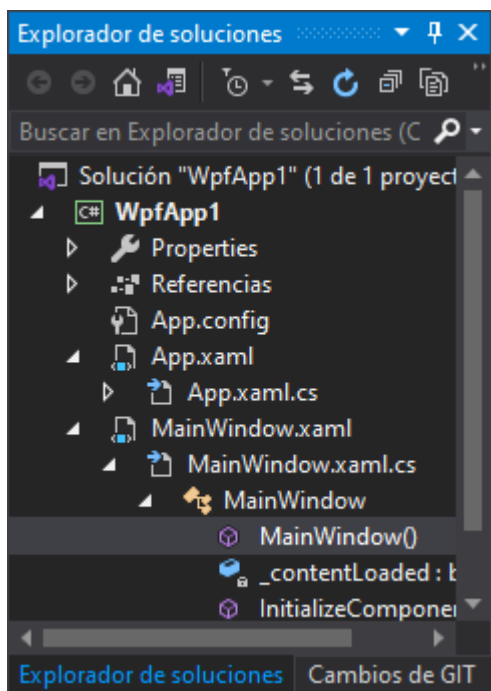 Explorador de soluciones
Buscar en Explorador de soluciones (C
Solución "WpfApp1" (1 de 1 proyect
C# WpfApp1
Properties
Referencias
App.config
App.xaml
App.xaml.cs
MainWindow.xaml
MainWindow.xaml.cs
MainWindow
MainWindow()
_contentLoaded : b
InitializeComponen
Explorador de soluciones Cambios de GIT